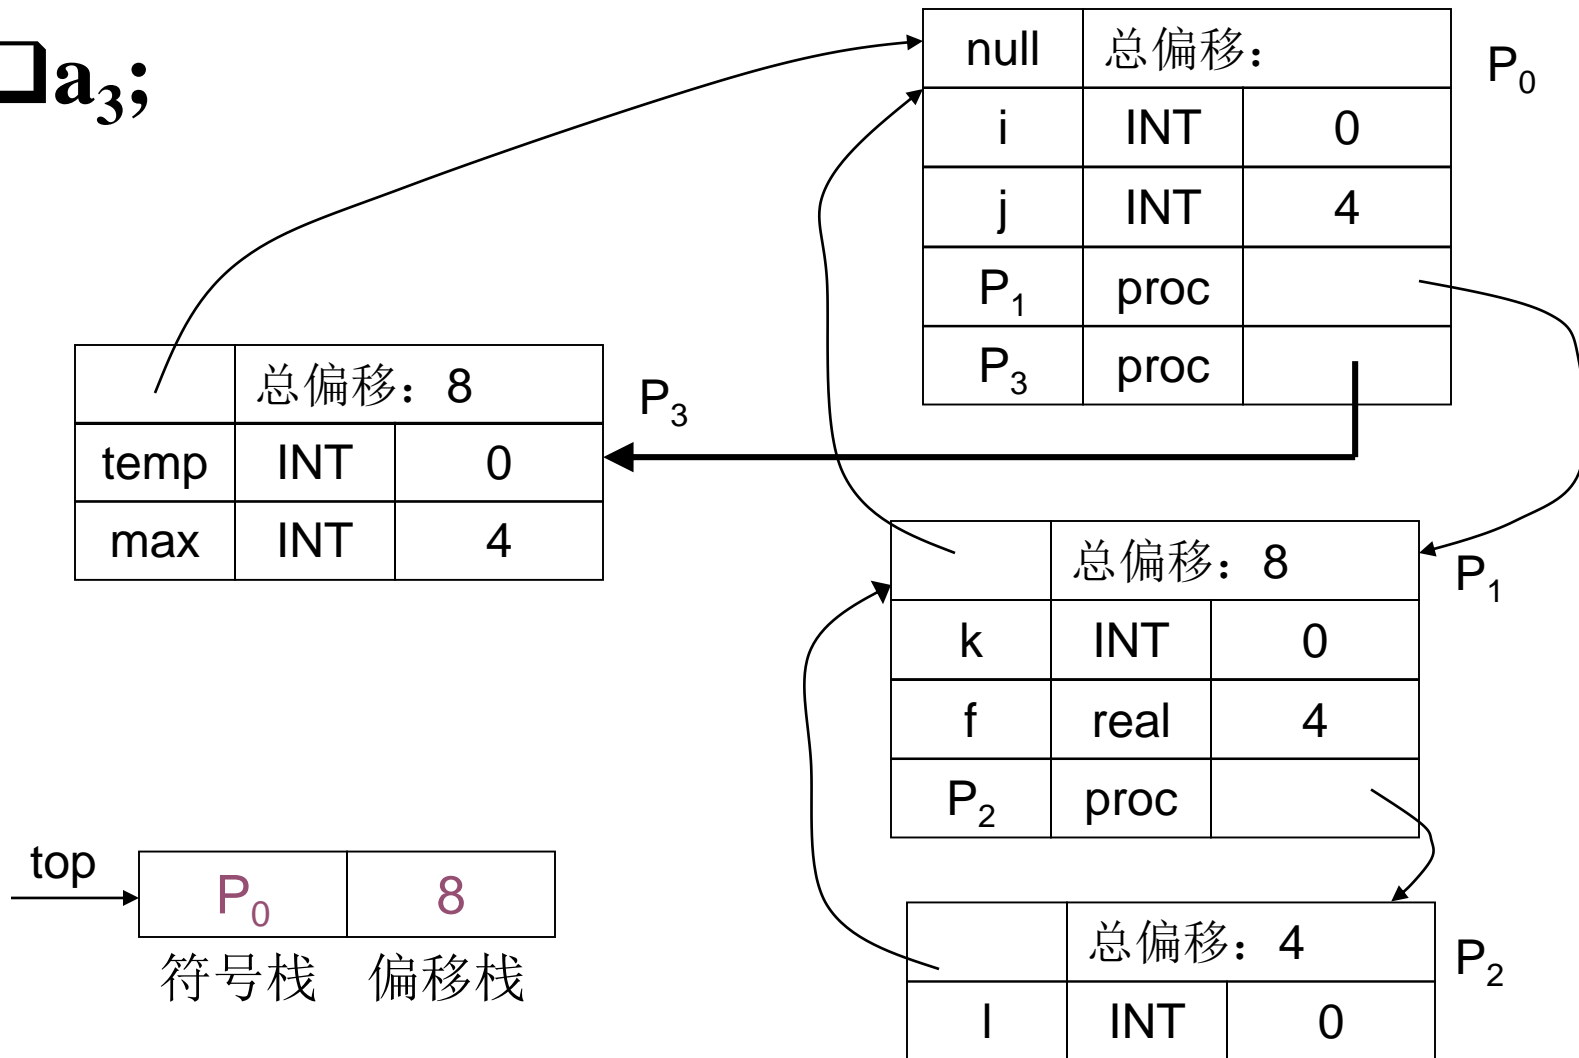 ❑a₃;
null 总偏移： P₀
i INT 0
j INT 4
P₁ proc
P₃ proc
总偏移：8 P₃
temp INT 0
max INT 4
总偏移：8 P₁
k INT 0
f real 4
P₂ proc
top P₀ 8
符号栈 偏移栈
总偏移：4 P₂
l INT 0